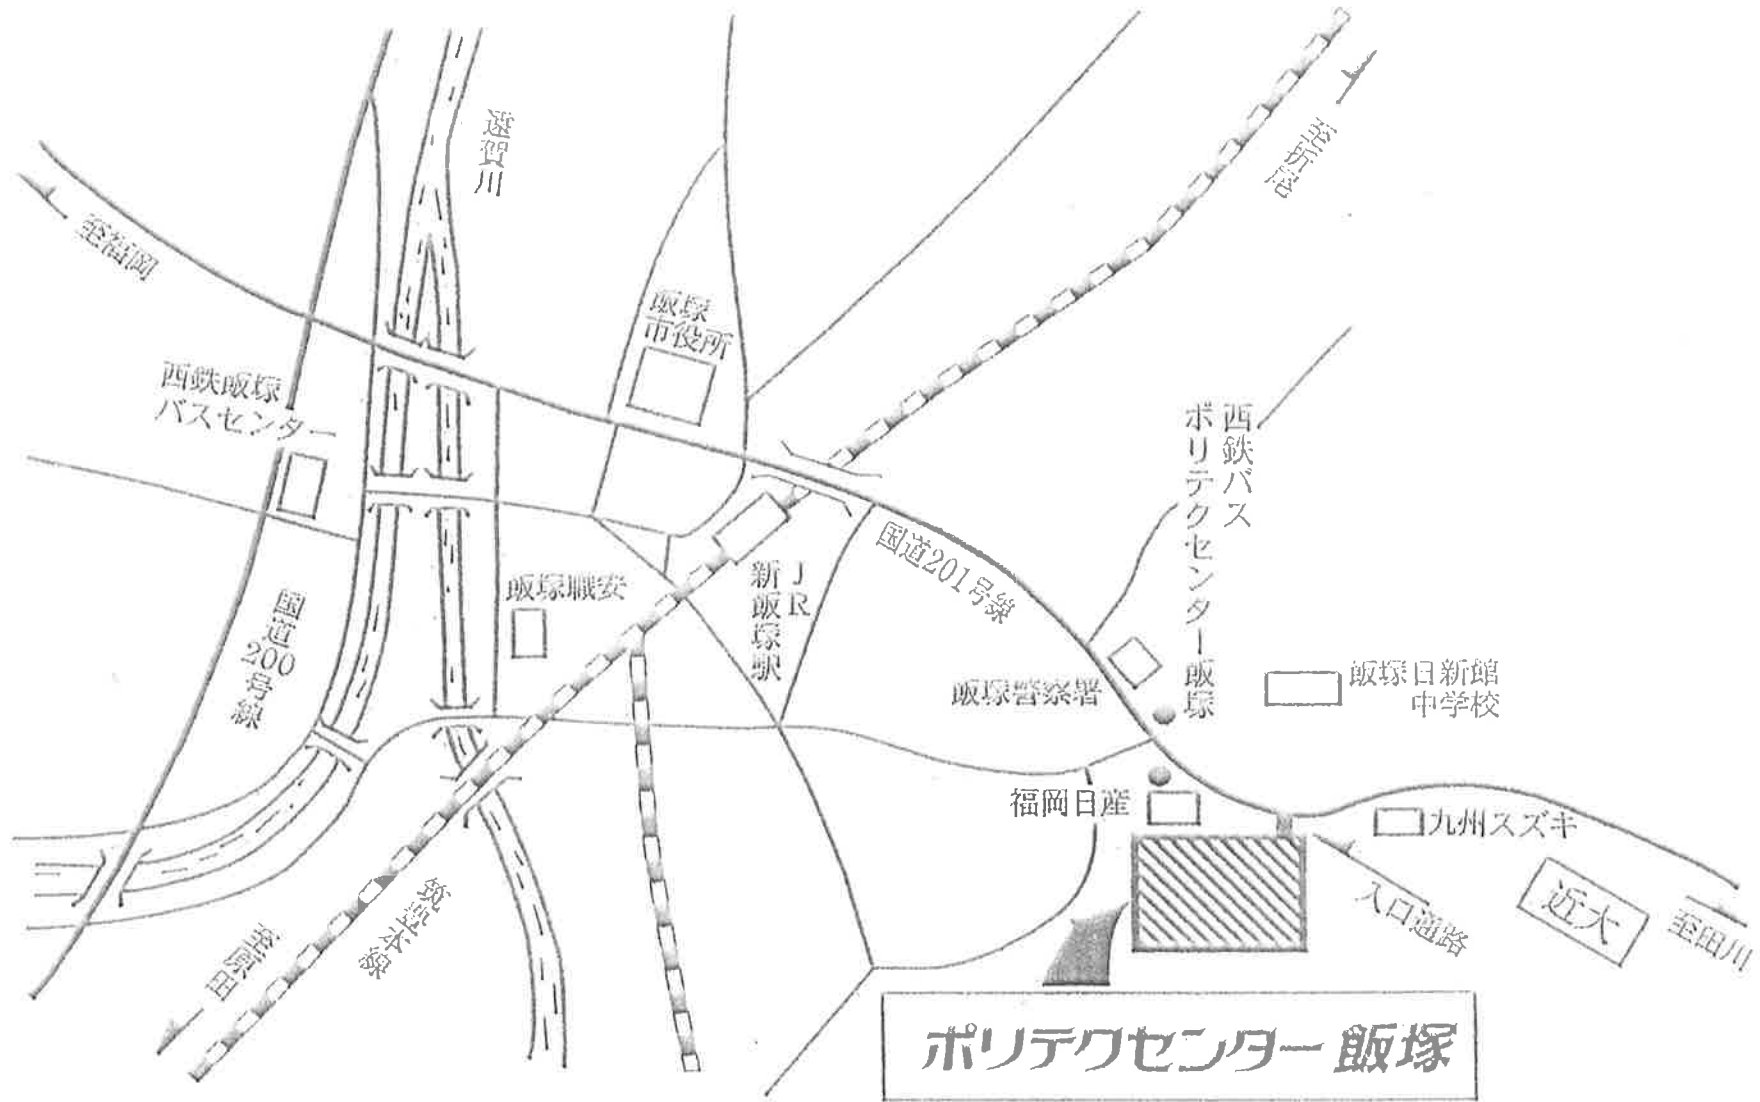 遠賀川
至折尾
至福岡
飯塚
市役所
西鉄飯塚
バスセンター
西鉄バス
ポリテクセンター飯塚
国道201号線
JR
新飯塚駅
飯塚職安
国道200号線
飯塚警察署
飯塚日新館
中学校
福岡日産
九州スズキ
入口通路
近大
至田川
筑豊本線
至原田
ポリテクセンター飯塚